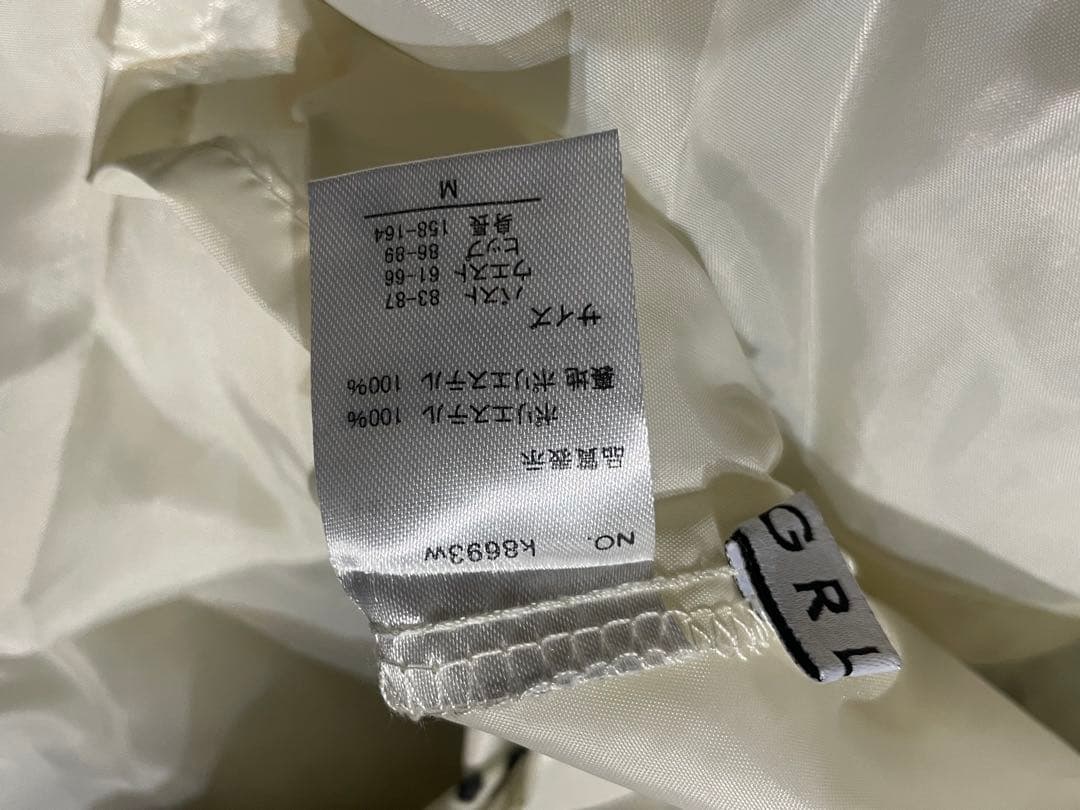 NO. k8693w
品質表示
ポリエステル 100%
裏地 ポリエステル 100%
サイズ
バスト 83-87
ウエスト 61-66
ヒップ 86-89
身長 158-164
M
GRL